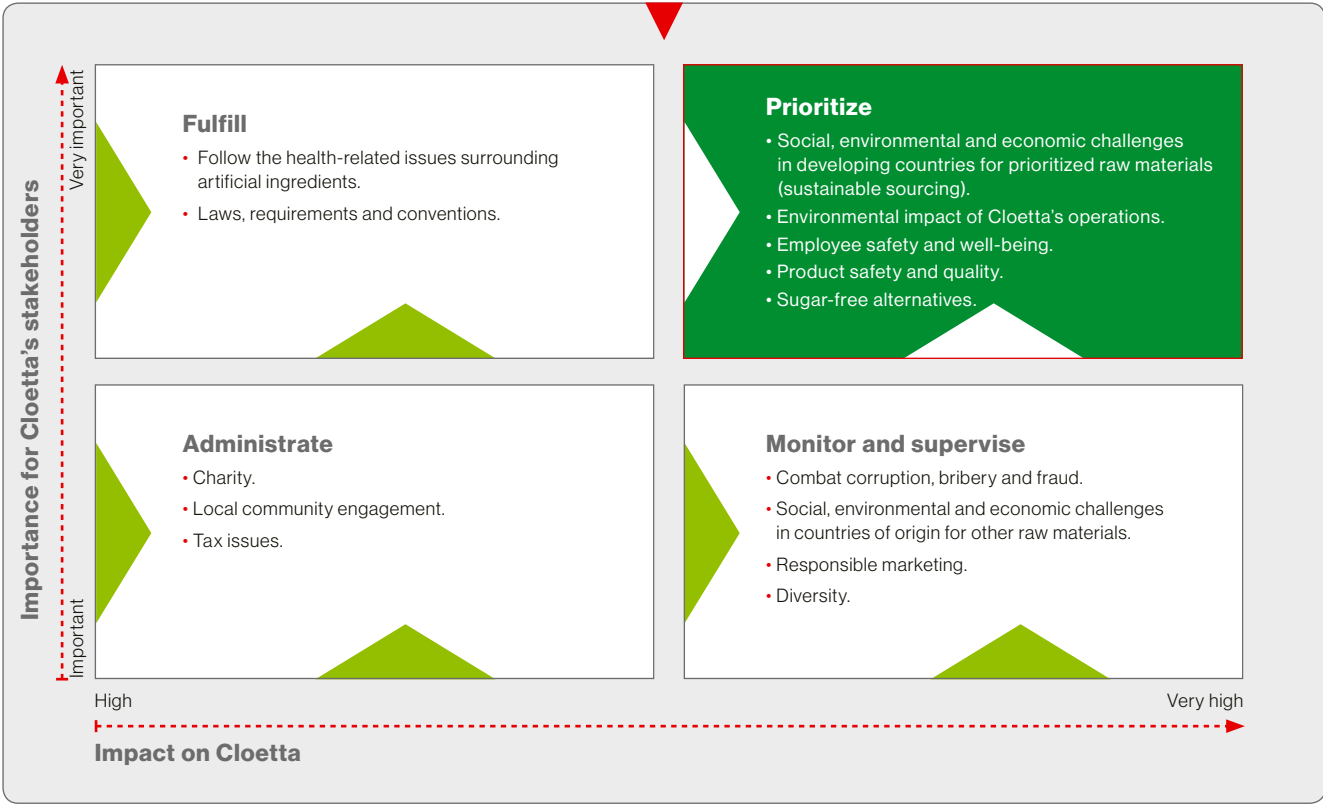 Importance for Cloetta's stakeholders
Very important
Important
Fulfill
• Follow the health-related issues surrounding
artificial ingredients.
• Laws, requirements and conventions.
Prioritize
• Social, environmental and economic challenges
in developing countries for prioritized raw materials
(sustainable sourcing).
• Environmental impact of Cloetta's operations.
• Employee safety and well-being.
• Product safety and quality.
• Sugar-free alternatives.
Administrate
• Charity.
• Local community engagement.
• Tax issues.
Monitor and supervise
• Combat corruption, bribery and fraud.
• Social, environmental and economic challenges
in countries of origin for other raw materials.
• Responsible marketing.
• Diversity.
High
Very high
Impact on Cloetta